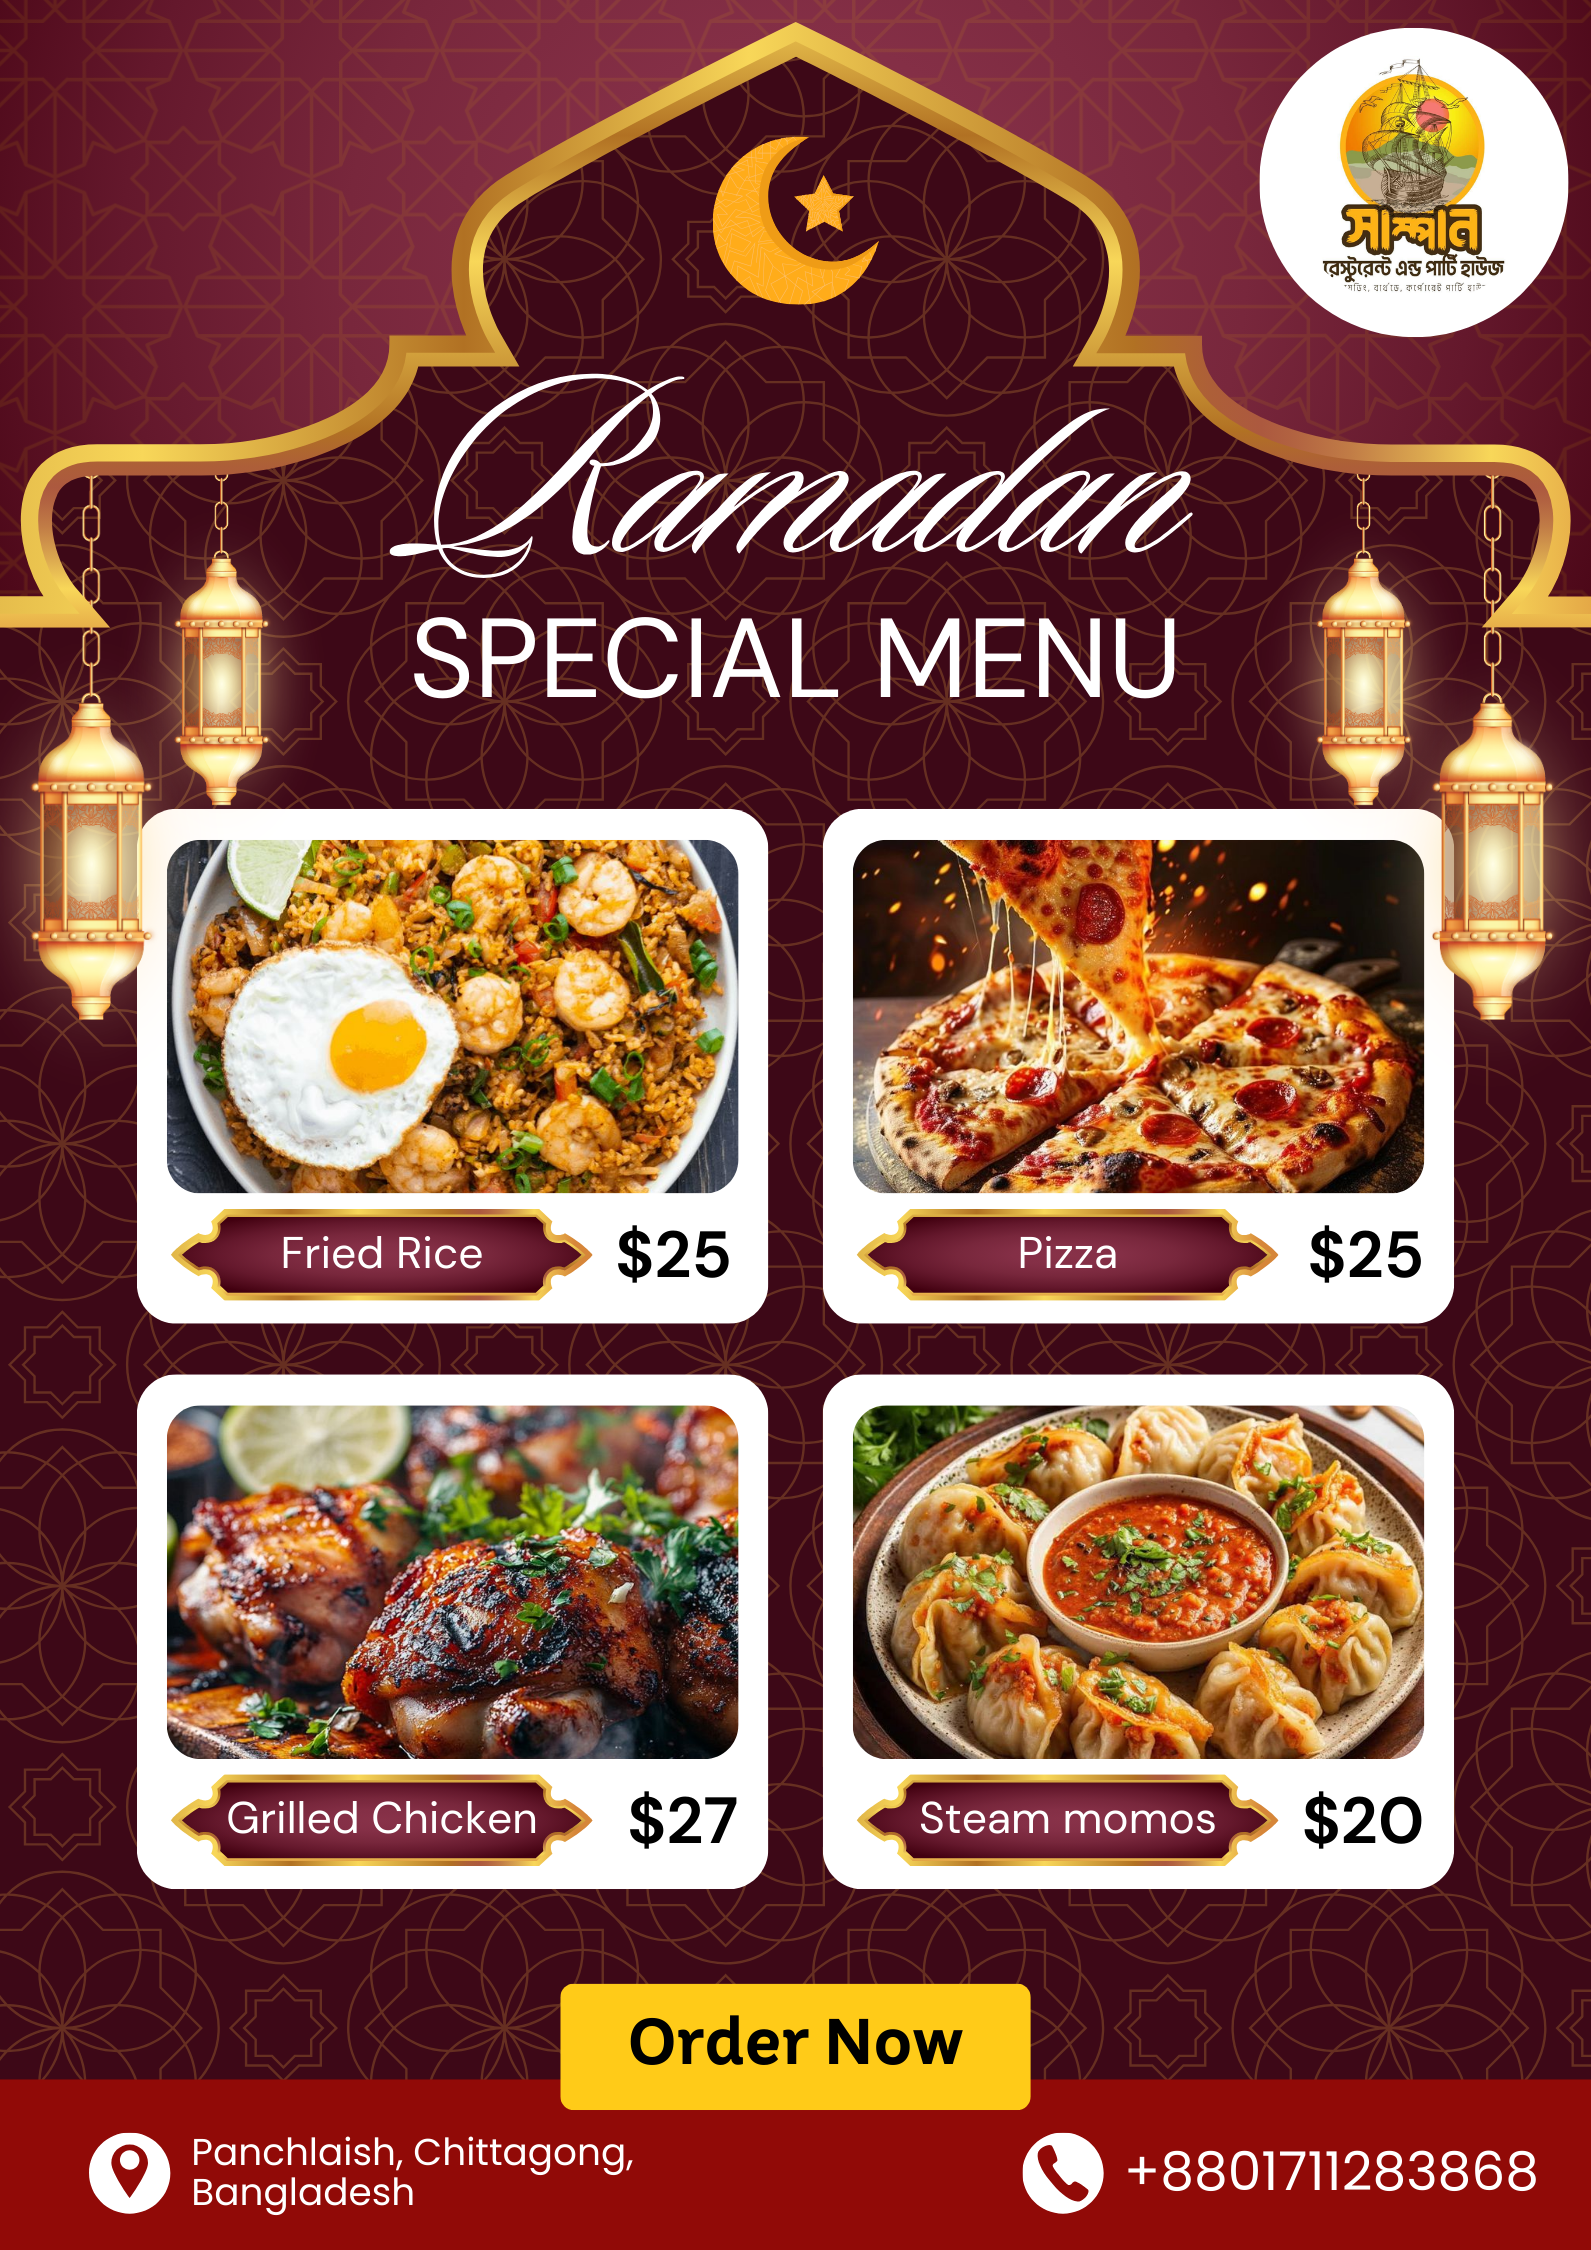 সাম্পান
রেস্টুরেন্ট এন্ড পার্টি হাউজ
Ramadan
SPECIAL MENU
Fried Rice $25
Pizza $25
Grilled Chicken $27
Steam momos $20
Order Now
Panchlaish, Chittagong,
Bangladesh
+8801711283868